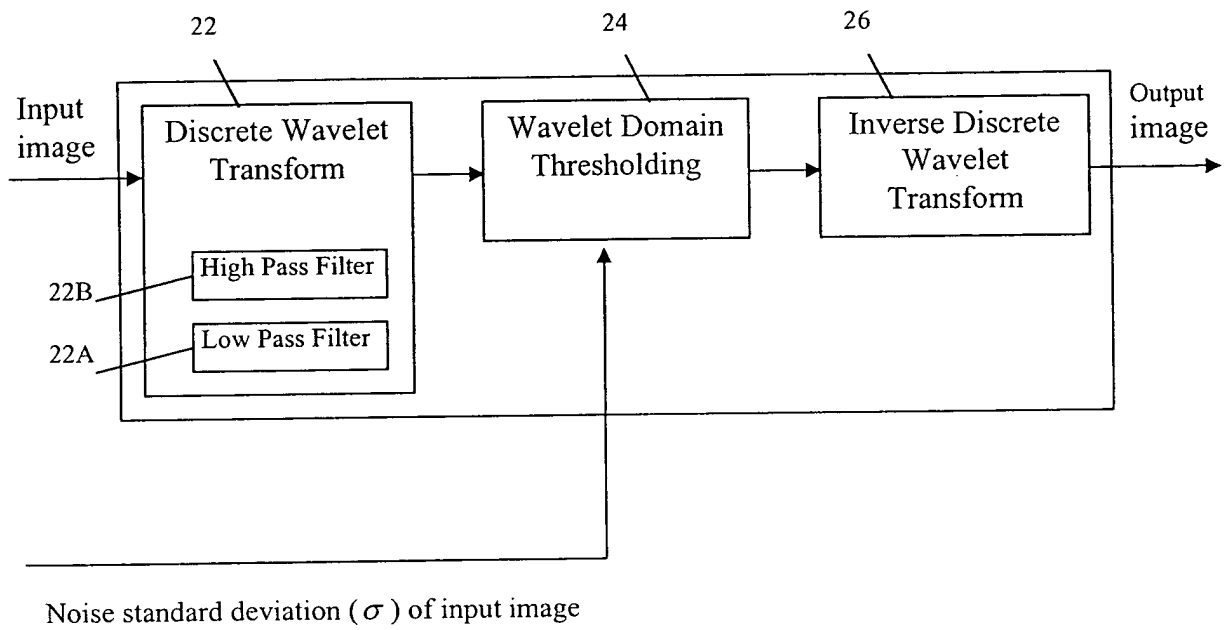 22
24
26
Input
image
Discrete Wavelet
Transform
Wavelet Domain
Thresholding
Inverse Discrete
Wavelet
Transform
Output
image
High Pass Filter
22B
Low Pass Filter
22A
Noise standard deviation (σ) of input image